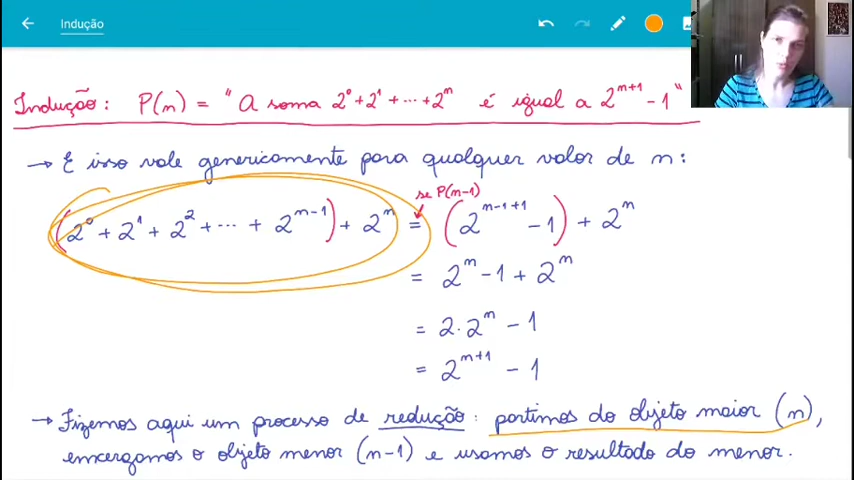 Indução
Indução: P(n) = "A soma 2⁰ + 2¹ + ... + 2ⁿ é igual a 2ⁿ⁺¹ - 1"
→ E isso vale genericamente para qualquer valor de n:
se P(n-1)
(2⁰ + 2¹ + 2² + ... + 2ⁿ⁻¹) + 2ⁿ = (2ⁿ⁻¹⁺¹ - 1) + 2ⁿ
= 2ⁿ - 1 + 2ⁿ
= 2·2ⁿ - 1
= 2ⁿ⁺¹ - 1
→ Fizemos aqui um processo de redução: partimos do objeto maior (n),
enxergamos o objeto menor (n-1) e usamos o resultado do menor.